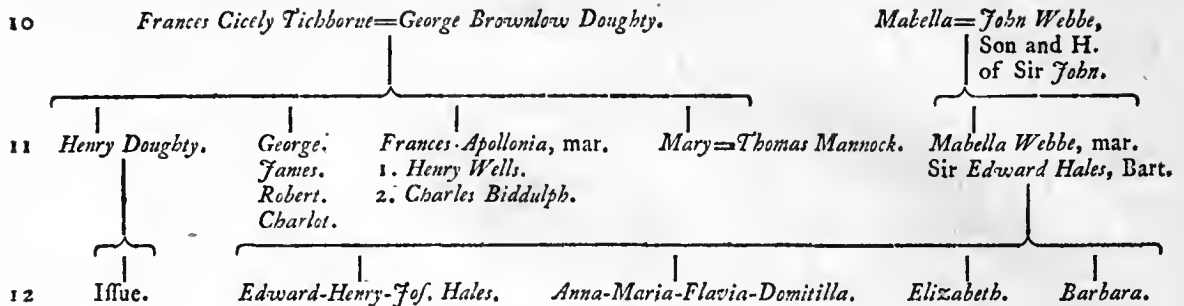 10 Frances Cicely Tichborne=George Brownlow Doughty. Mabella=John Webbe,
Son and H.
of Sir John.
11 Henry Doughty. George. Frances-Apollonia, mar. Mary=Thomas Mannock. Mabella Webbe, mar.
James. 1. Henry Wells. Sir Edward Hales, Bart.
Robert. 2. Charles Biddulph.
Charlot.
12 Iſſue. Edward-Henry-Joſ. Hales. Anna-Maria-Flavia-Domitilla. Elizabeth. Barbara.